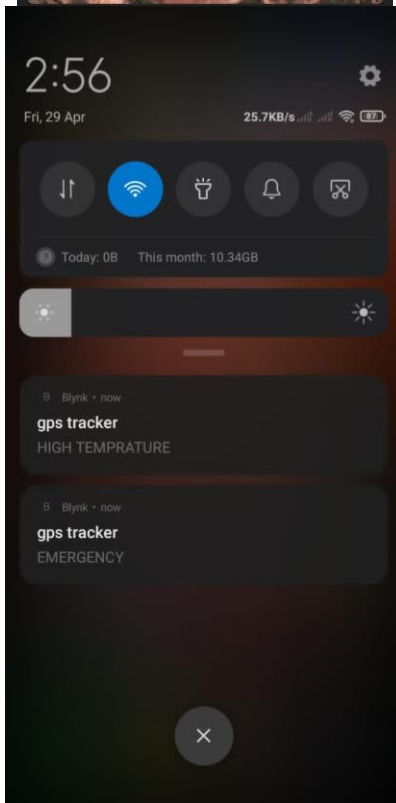 2:56
Fri, 29 Apr
25.7KB/s 87
Today: 0B This month: 10.34GB
B Blynk • now
gps tracker
HIGH TEMPRATURE
B Blynk • now
gps tracker
EMERGENCY